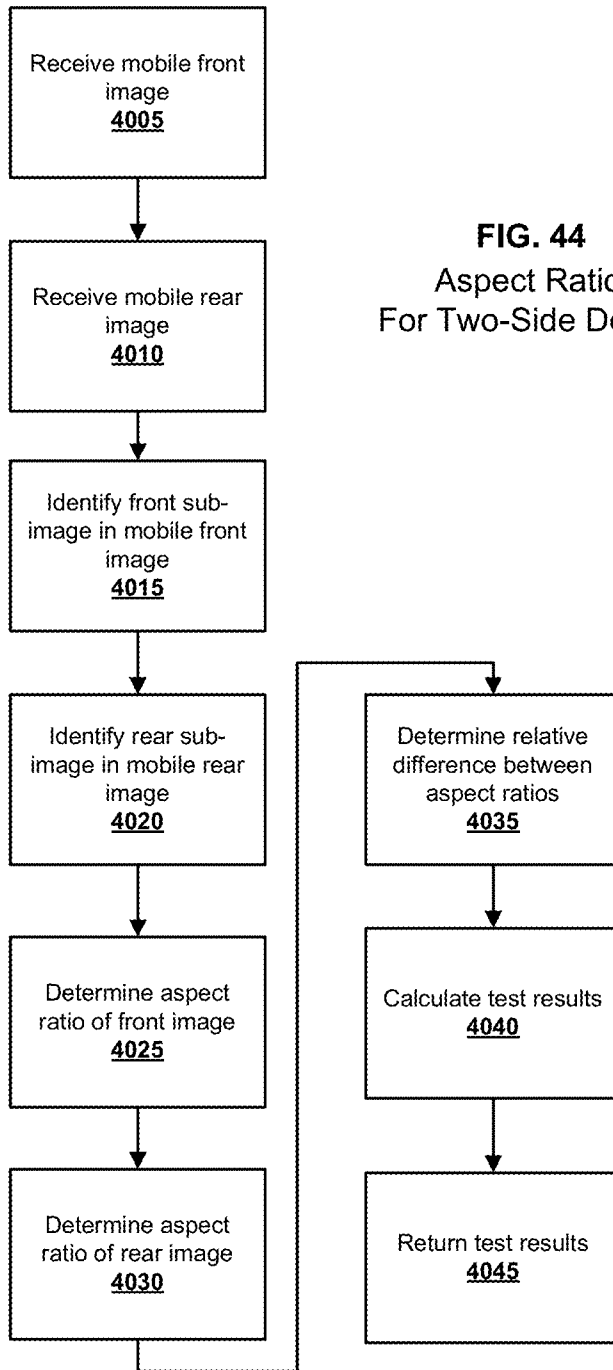 Receive mobile front
image
4005
Receive mobile rear
image
4010
Identify front sub-
image in mobile front
image
4015
Identify rear sub-
image in mobile rear
image
4020
Determine aspect
ratio of front image
4025
Determine aspect
ratio of rear image
4030
FIG. 44
Aspect Ratio
For Two-Side
Determine relative
difference between
aspect ratios
4035
Calculate test results
4040
Return test results
4045